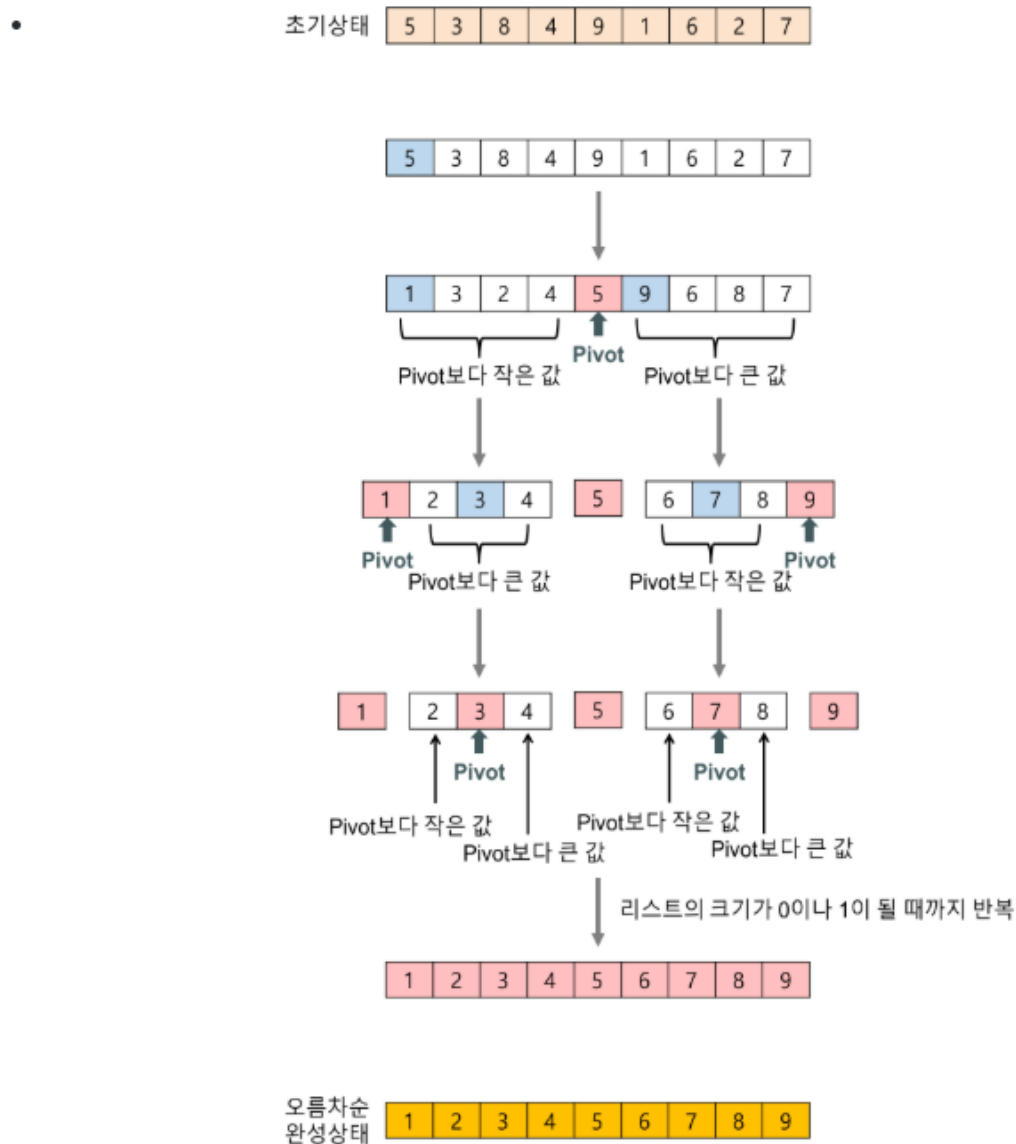 초기상태 5 3 8 4 9 1 6 2 7
5 3 8 4 9 1 6 2 7
1 3 2 4 5 9 6 8 7
Pivot
Pivot보다 작은 값 Pivot보다 큰 값
1 2 3 4 5 6 7 8 9
Pivot Pivot
Pivot보다 큰 값 Pivot보다 작은 값
1 2 3 4 5 6 7 8 9
Pivot Pivot
Pivot보다 작은 값 Pivot보다 작은 값
Pivot보다 큰 값 Pivot보다 큰 값
리스트의 크기가 0이나 1이 될 때까지 반복
1 2 3 4 5 6 7 8 9
오름차순
완성상태 1 2 3 4 5 6 7 8 9